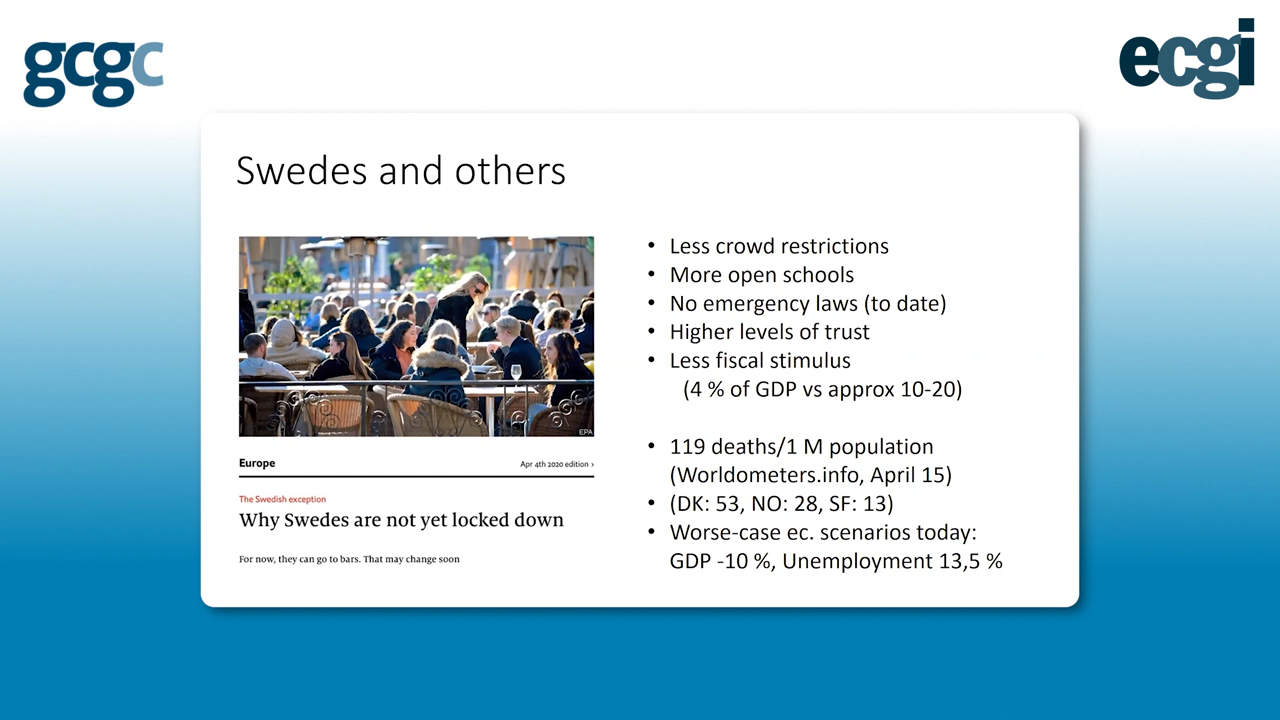 gcgc
ecgi
Swedes and others
EPA
Europe
Apr 4th 2020 edition ›
The Swedish exception
Why Swedes are not yet locked down
For now, they can go to bars. That may change soon
• Less crowd restrictions
• More open schools
• No emergency laws (to date)
• Higher levels of trust
• Less fiscal stimulus
(4 % of GDP vs approx 10-20)
• 119 deaths/1 M population
(Worldometers.info, April 15)
• (DK: 53, NO: 28, SF: 13)
• Worse-case ec. scenarios today:
GDP -10 %, Unemployment 13,5 %